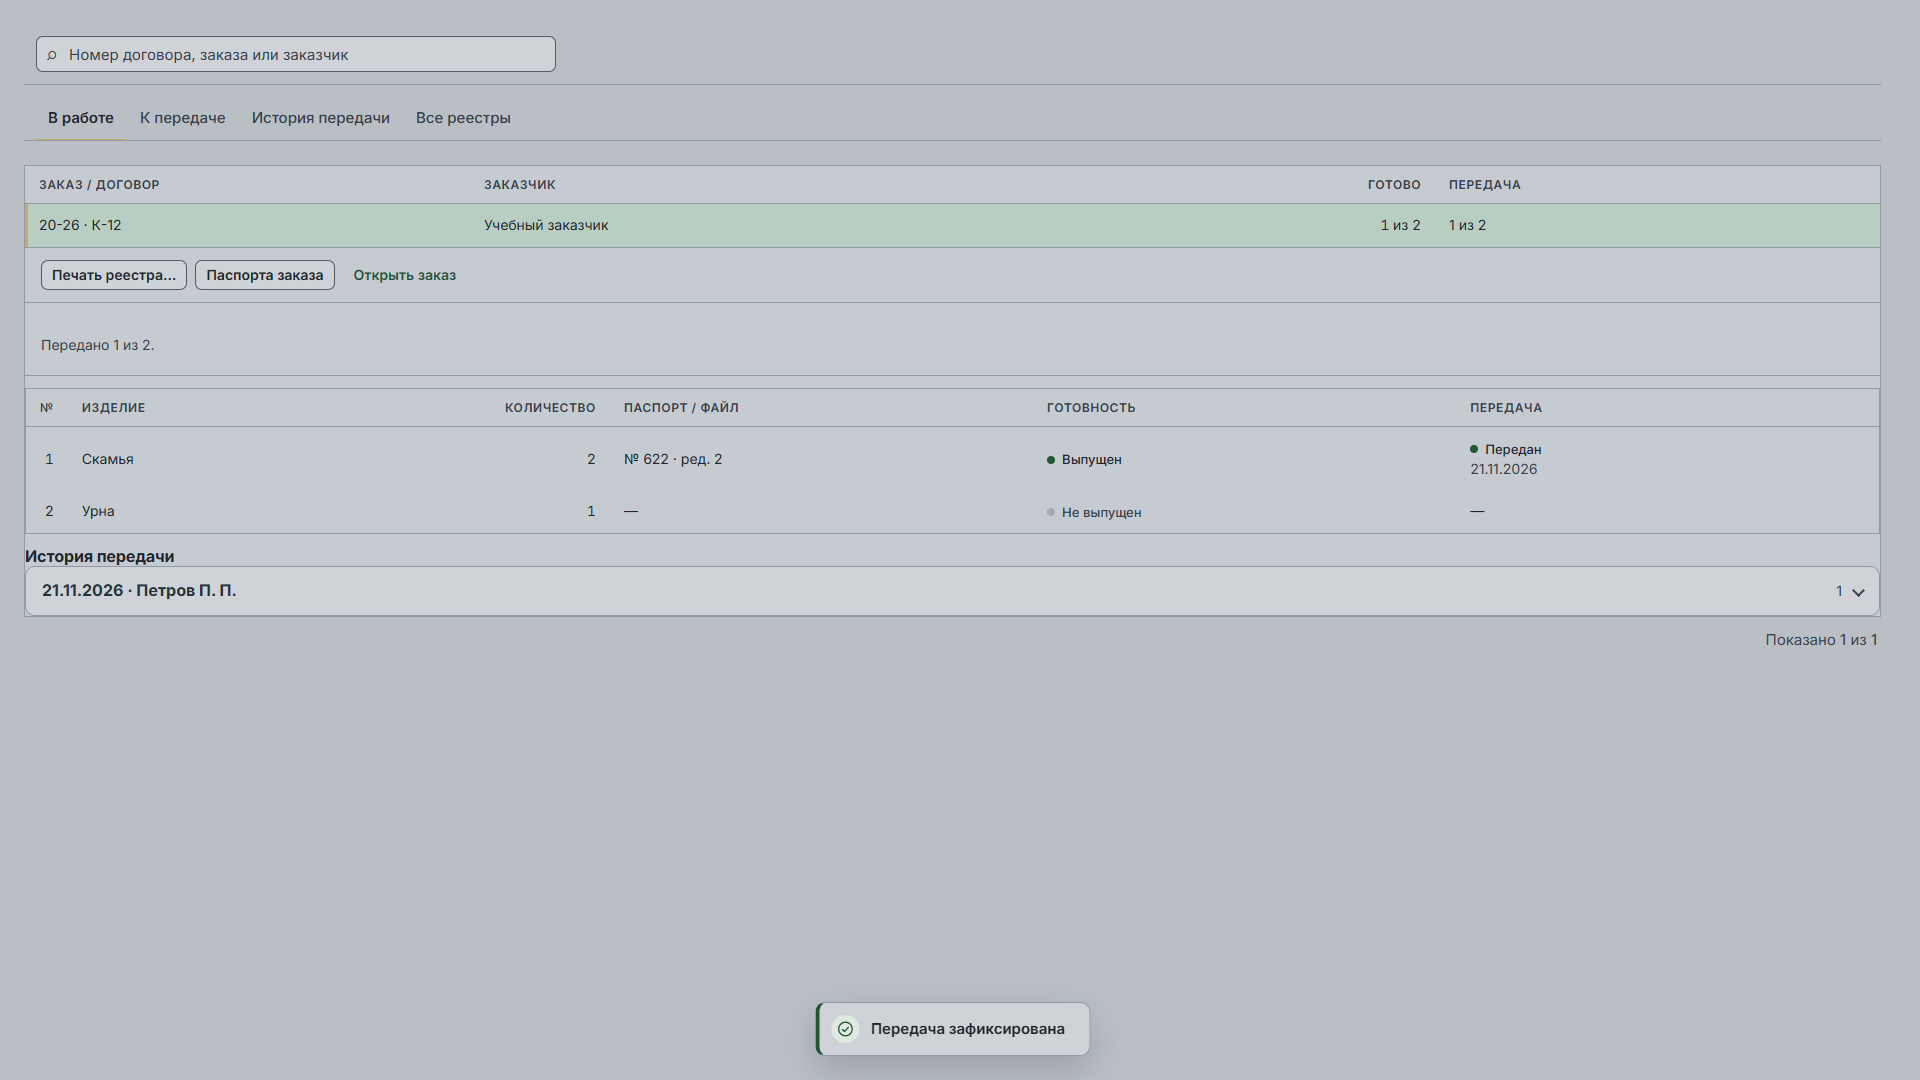 Номер договора, заказа или заказчик
В работе К передаче История передачи Все реестры
ЗАКАЗ / ДОГОВОР ЗАКАЗЧИК ГОТОВО ПЕРЕДАЧА
20-26 · К-12 Учебный заказчик 1 из 2 1 из 2
Печать реестра... Паспорта заказа Открыть заказ
Передано 1 из 2.
№ ИЗДЕЛИЕ КОЛИЧЕСТВО ПАСПОРТ / ФАЙЛ ГОТОВНОСТЬ ПЕРЕДАЧА
1 Скамья 2 № 622 · ред. 2 Выпущен Передан
21.11.2026
2 Урна 1 — Не выпущен —
История передачи
21.11.2026 · Петров П. П. 1
Показано 1 из 1
Передача зафиксирована